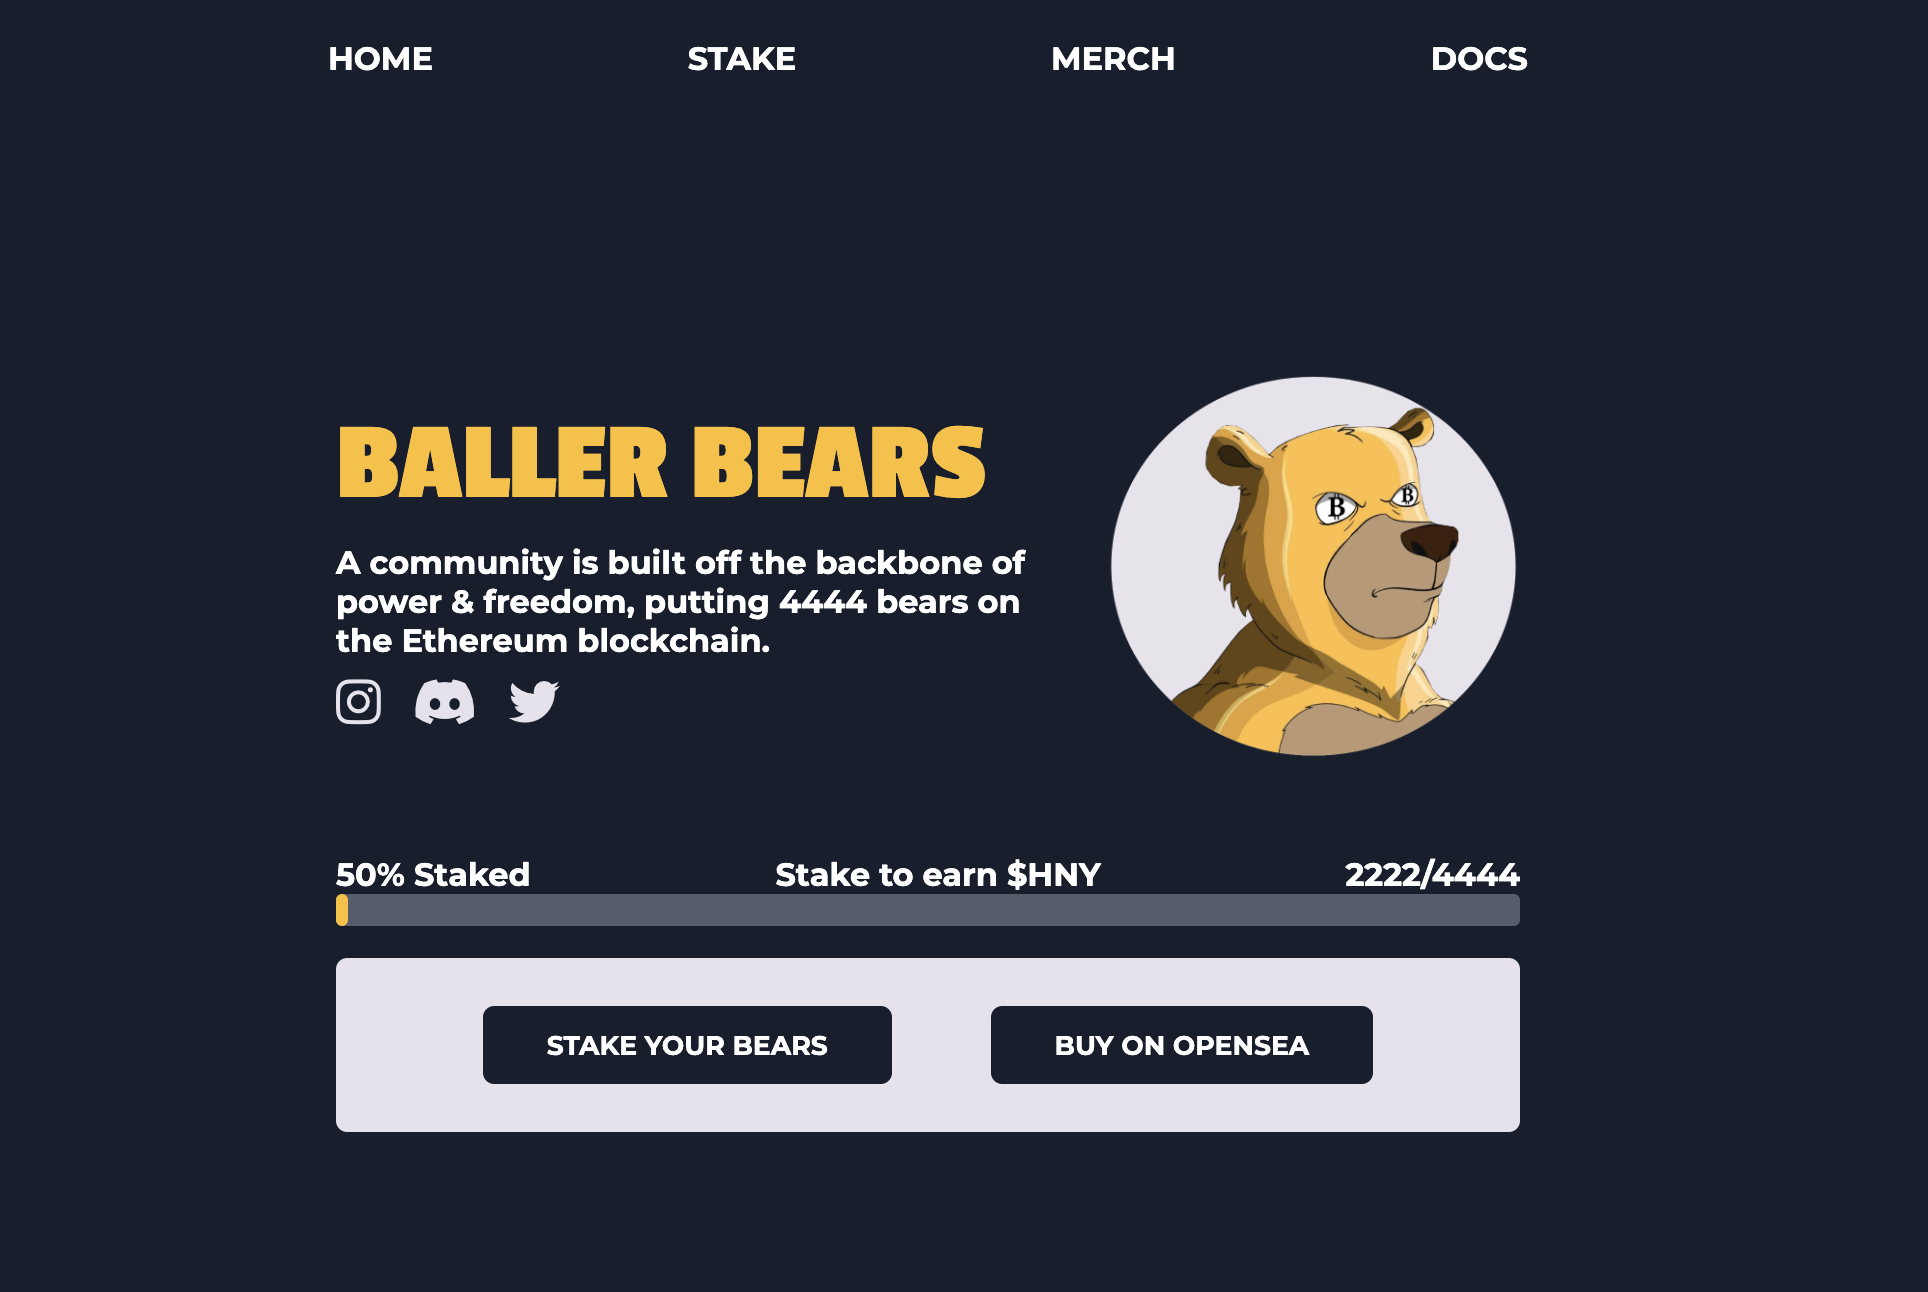 HOME STAKE MERCH DOCS
BALLER BEARS
A community is built off the backbone of
power & freedom, putting 4444 bears on
the Ethereum blockchain.
B B
50% Staked Stake to earn $HNY 2222/4444
STAKE YOUR BEARS BUY ON OPENSEA